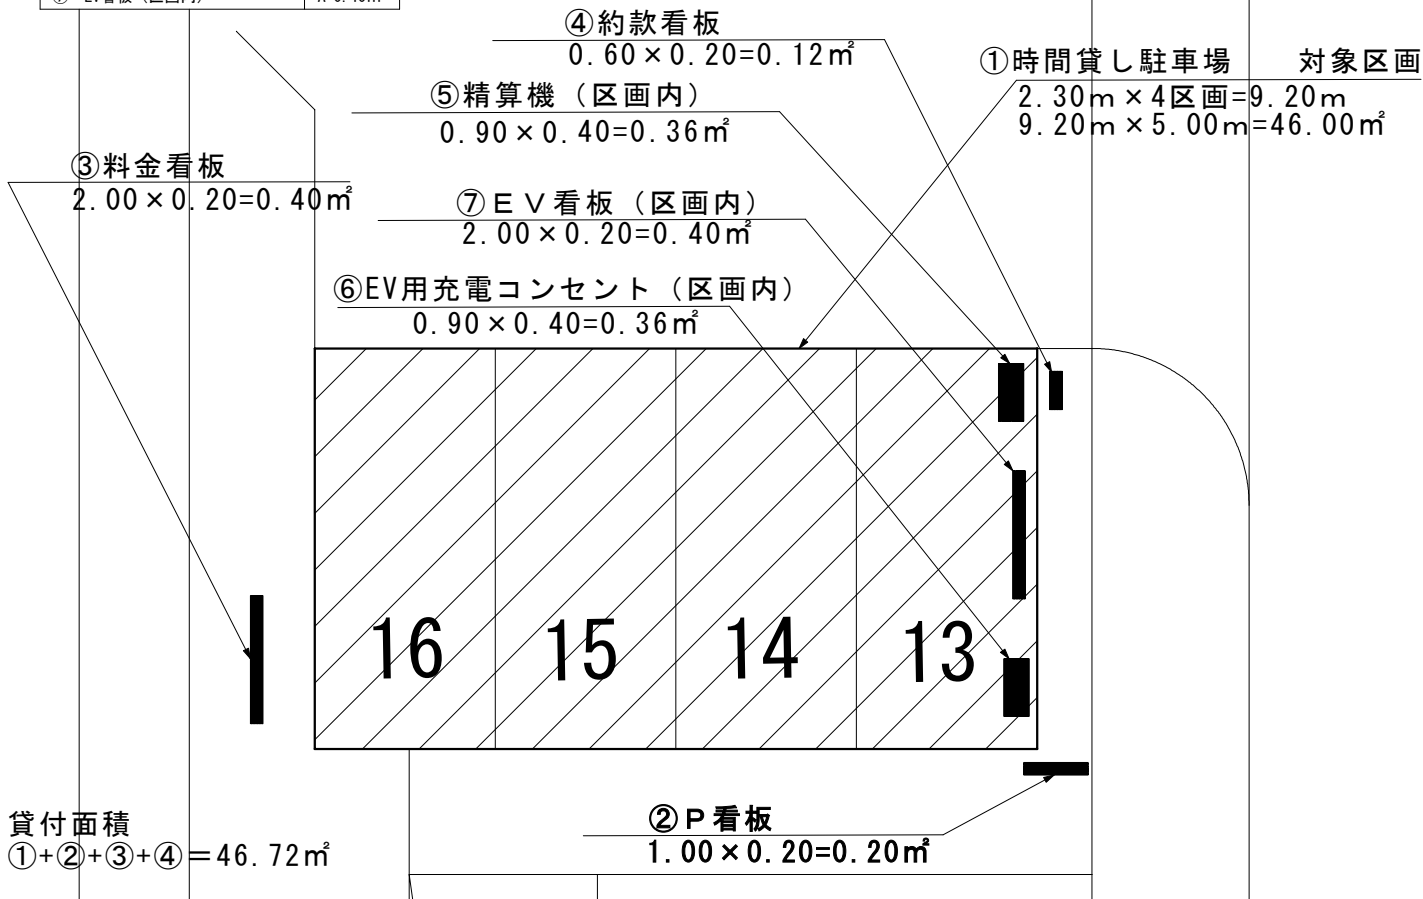 ④約款看板
0.60×0.20=0.12㎡
①時間貸し駐車場　対象区画
2.30m×4区画=9.20m
9.20m×5.00m=46.00㎡
⑤精算機（区画内）
0.90×0.40=0.36㎡
③料金看板
2.00×0.20=0.40㎡
⑦ＥＶ看板（区画内）
2.00×0.20=0.40㎡
⑥EV用充電コンセント（区画内）
0.90×0.40=0.36㎡
16 15 14 13
②Ｐ看板
1.00×0.20=0.20㎡
貸付面積
①+②+③+④＝46.72㎡